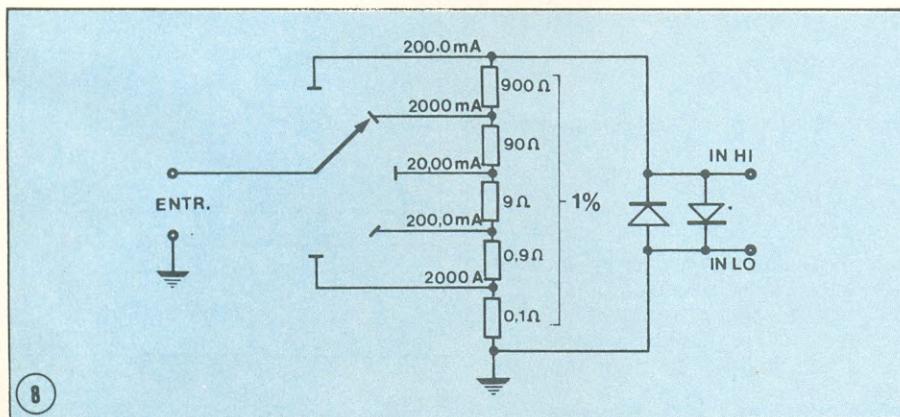 200.0mA
900Ω
2000mA
90Ω
20,00mA
ENTR.
9Ω
1%
200,0mA
0,9Ω
2000A
0,1Ω
IN HI
IN LO
8